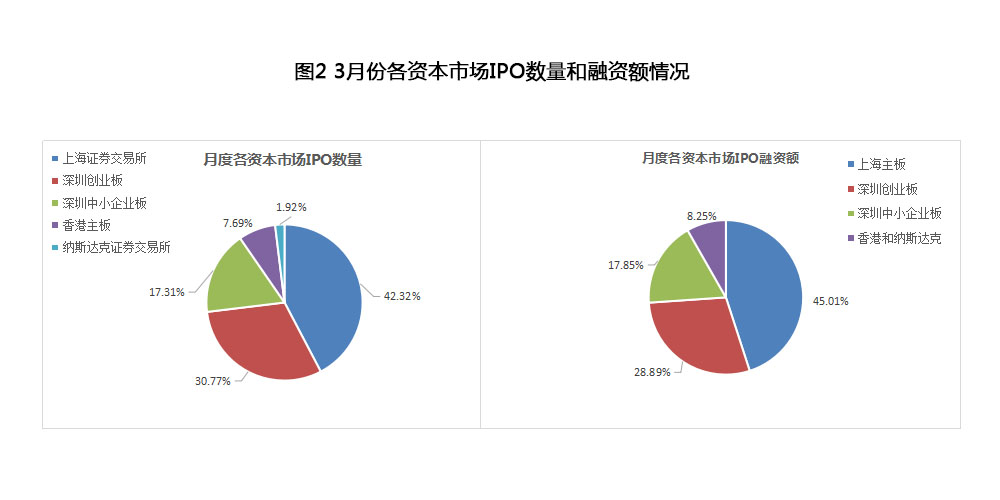 图2 3月份各资本市场IPO数量和融资额情况
月度各资本市场IPO数量
上海证券交易所
深圳创业板
深圳中小企业板
香港主板
纳斯达克证券交易所
1.92%
7.69%
17.31%
42.32%
30.77%
月度各资本市场IPO融资额
上海主板
深圳创业板
深圳中小企业板
香港和纳斯达克
8.25%
17.85%
45.01%
28.89%